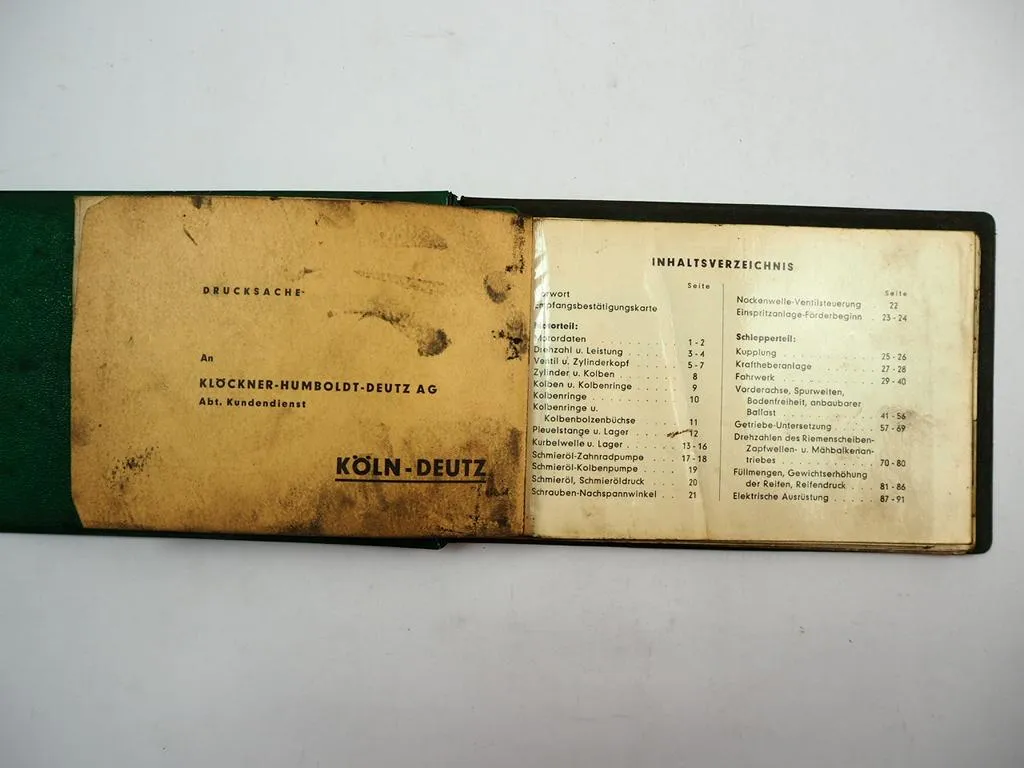 DRUCKSACHE
An
KLÖCKNER-HUMBOLDT-DEUTZ AG
Abt. Kundendienst
KÖLN-DEUTZ
INHALTSVERZEICHNIS
Seite
orwort
mpfangsbestätigungskarte
Motorteil:
Motordaten . . . . . . . 1-2
Drehzahl u. Leistung . . . . . 3-4
Ventil u. Zylinderkopf . . . . . 5-7
Zylinder u. Kolben . . . . . . 8
Kolben u. Kolbenringe . . . . . 9
Kolbenringe . . . . . . . 10
Kolbenringe u.
Kolbenbolzenbüchse . . . . . 11
Pleuelstange u. Lager . . . . . 12
Kurbelwelle u. Lager . . . . . 13-16
Schmieröl-Zahnradpumpe . . . . 17-18
Schmieröl-Kolbenpumpe . . . . 19
Schmieröl, Schmieröldruck . . . . 20
Schrauben-Nachspannwinkel . . . . 21
Seite
Nockenwelle-Ventilsteuerung . 22
Einspritzanlage-Förderbeginn . . 23-24
Schlepperteil:
Kupplung . . . . . . . . 25-26
Kraftheberanlage . . . . . . 27-28
Fahrwerk . . . . . . . . 29-40
Vorderachse, Spurweiten,
Bodenfreiheit, anbaubarer
Ballast . . . . . . . . 41-56
Getriebe-Untersetzung . . . . . 57-69
Drehzahlen des Riemenscheiben-
Zapfwellen- u. Mähbalkenan-
triebes . . . . . . . . 70-80
Füllmengen, Gewichtserhöhung
der Reifen, Reifendruck . . . . 81-86
Elektrische Ausrüstung . . . . . 87-91